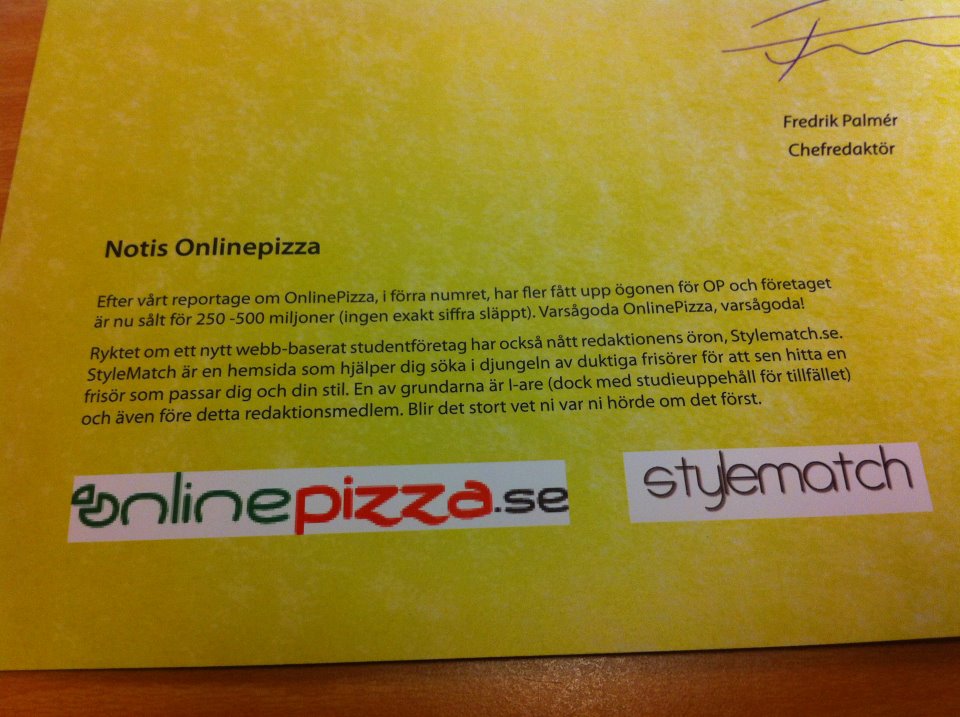 Fredrik Palmér
Chefredaktör
Notis Onlinepizza
Efter vårt reportage om OnlinePizza, i förra numret, har fler fått upp ögonen för OP och företaget
är nu sålt för 250 -500 miljoner (ingen exakt siffra släppt). Varsågoda OnlinePizza, varsågoda!
Ryktet om ett nytt webb-baserat studentföretag har också nått redaktionens öron, Stylematch.se.
StyleMatch är en hemsida som hjälper dig söka i djungeln av duktiga frisörer för att sen hitta en
frisör som passar dig och din stil. En av grundarna är I-are (dock med studieuppehåll för tillfället)
och även före detta redaktionsmedlem. Blir det stort vet ni var ni hörde om det först.
onlinepizza.se
stylematch